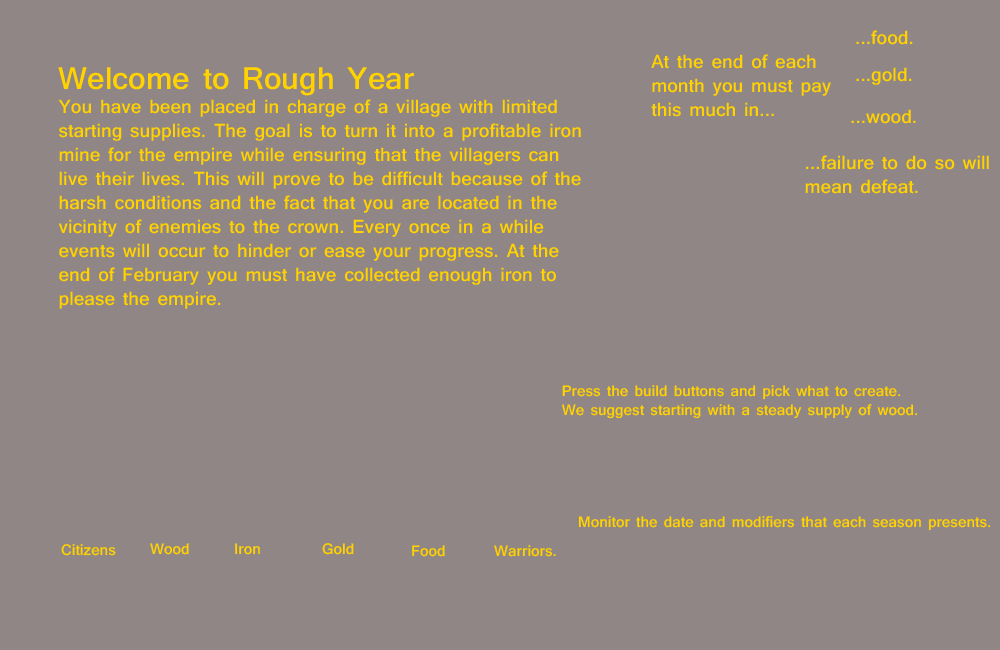 Welcome to Rough Year
You have been placed in charge of a village with limited
starting supplies. The goal is to turn it into a profitable iron
mine for the empire while ensuring that the villagers can
live their lives. This will prove to be difficult because of the
harsh conditions and the fact that you are located in the
vicinity of enemies to the crown. Every once in a while
events will occur to hinder or ease your progress. At the
end of February you must have collected enough iron to
please the empire.
At the end of each
month you must pay
this much in...
...food.
...gold.
...wood.
...failure to do so will
mean defeat.
Press the build buttons and pick what to create.
We suggest starting with a steady supply of wood.
Monitor the date and modifiers that each season presents.
Citizens Wood Iron Gold Food Warriors.